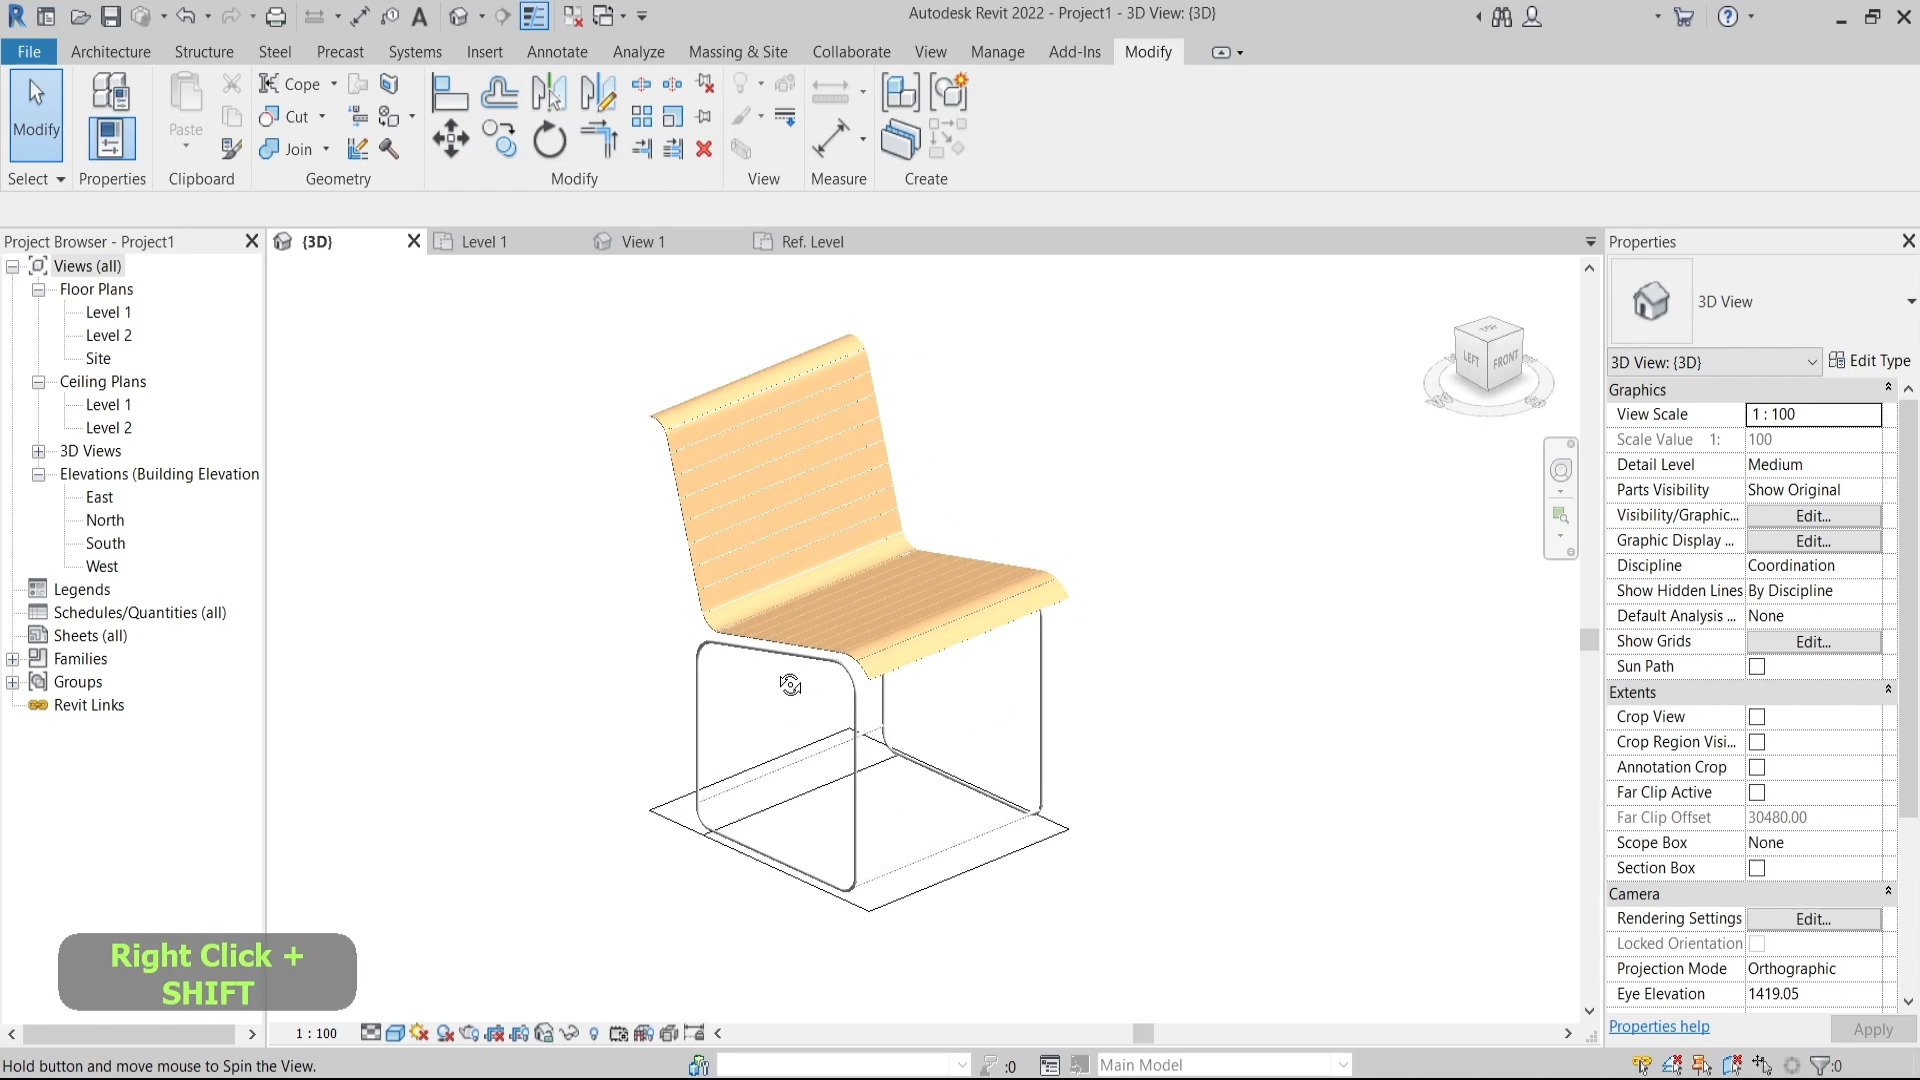 Autodesk Revit 2022 - Project1 - 3D View: {3D}
File Architecture Structure Steel Precast Systems Insert Annotate Analyze Massing & Site Collaborate View Manage Add-Ins Modify
Modify
Paste
Cope
Cut
Join
Select Properties Clipboard Geometry Modify View Measure Create
Project Browser - Project1
{3D}
Level 1
View 1
Ref. Level
Properties
Views (all)
Floor Plans
Level 1
Level 2
Site
Ceiling Plans
Level 1
Level 2
3D Views
Elevations (Building Elevation
East
North
South
West
Legends
Schedules/Quantities (all)
Sheets (all)
Families
Groups
Revit Links
TOP
LEFT
FRONT
3D View
3D View: {3D}
Edit Type
Graphics
View Scale 1 : 100
Scale Value 1: 100
Detail Level Medium
Parts Visibility Show Original
Visibility/Graphic... Edit...
Graphic Display ... Edit...
Discipline Coordination
Show Hidden Lines By Discipline
Default Analysis ... None
Show Grids Edit...
Sun Path
Extents
Crop View
Crop Region Visi...
Annotation Crop
Far Clip Active
Far Clip Offset 30480.00
Scope Box None
Section Box
Camera
Rendering Settings Edit...
Locked Orientation
Projection Mode Orthographic
Eye Elevation 1419.05
Properties help
Apply
Right Click +
SHIFT
1 : 100
Hold button and move mouse to Spin the View.
:0
Main Model
:0